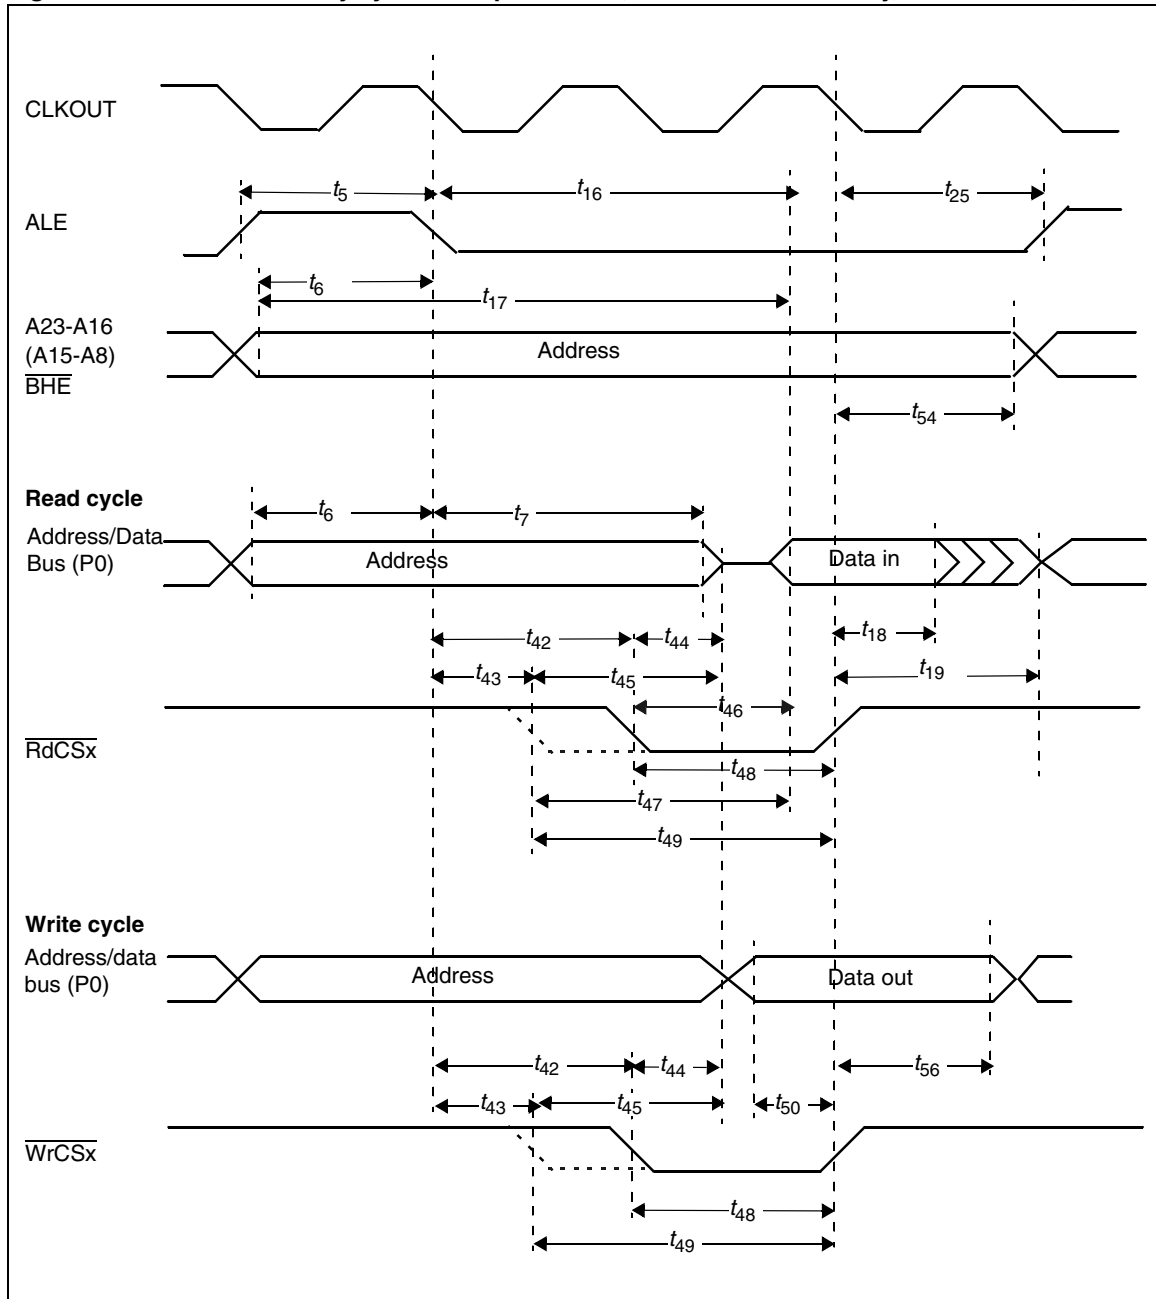 CLKOUT
t5 t16 t25
ALE
t6
t17
A23-A16
(A15-A8) Address
BHE
t54
Read cycle
t6 t7
Address/Data
Bus (P0) Address Data in
t42 t44 t18
t43 t45 t19
t46
RdCSx
t48
t47
t49
Write cycle
Address/data
bus (P0) Address Data out
t42 t44 t56
t43 t45 t50
WrCSx
t48
t49